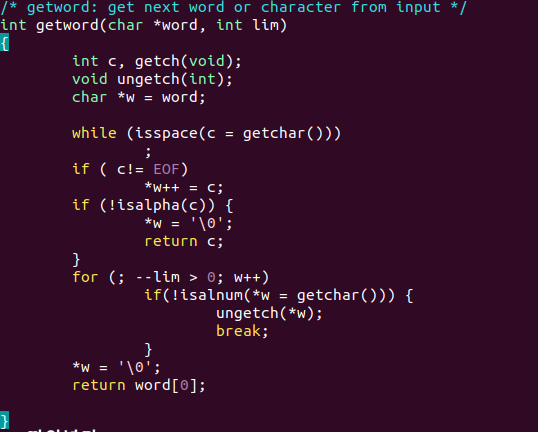 /* getword: get next word or character from input */
int getword(char *word, int lim)
{
        int c, getch(void);
        void ungetch(int);
        char *w = word;

        while (isspace(c = getchar()))
                ;
        if ( c!= EOF)
                *w++ = c;
        if (!isalpha(c)) {
                *w = '\0';
                return c;
        }
        for (; --lim > 0; w++)
                if(!isalnum(*w = getchar())) {
                        ungetch(*w);
                        break;
                }
        *w = '\0';
        return word[0];

}